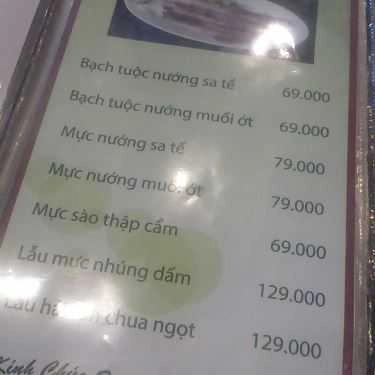 Bạch tuộc nướng sa tế 69.000
Bạch tuộc nướng muối ớt 69.000
Mực nướng sa tế 79.000
Mực nướng muối ớt 79.000
Mực sào thập cẩm 69.000
Lẩu mực nhúng dấm 129.000
Lẩu chua ngọt 129.000
Kính Chúc